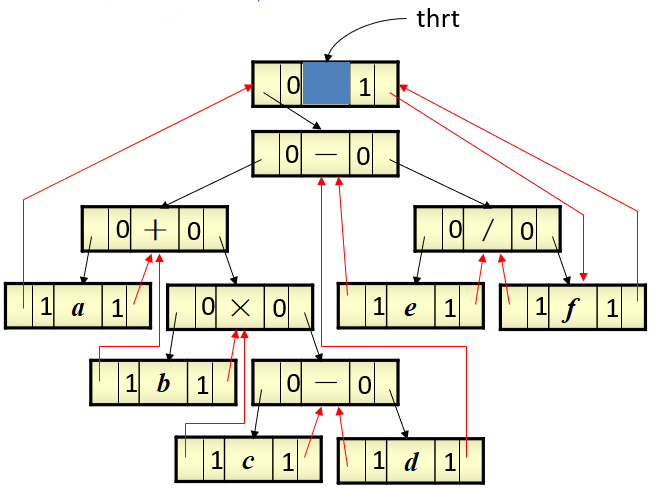 thrt
0 1
0 − 0
0 + 0
0 / 0
1 a 1
0 × 0
1 e 1
1 f 1
1 b 1
0 − 0
1 c 1
1 d 1